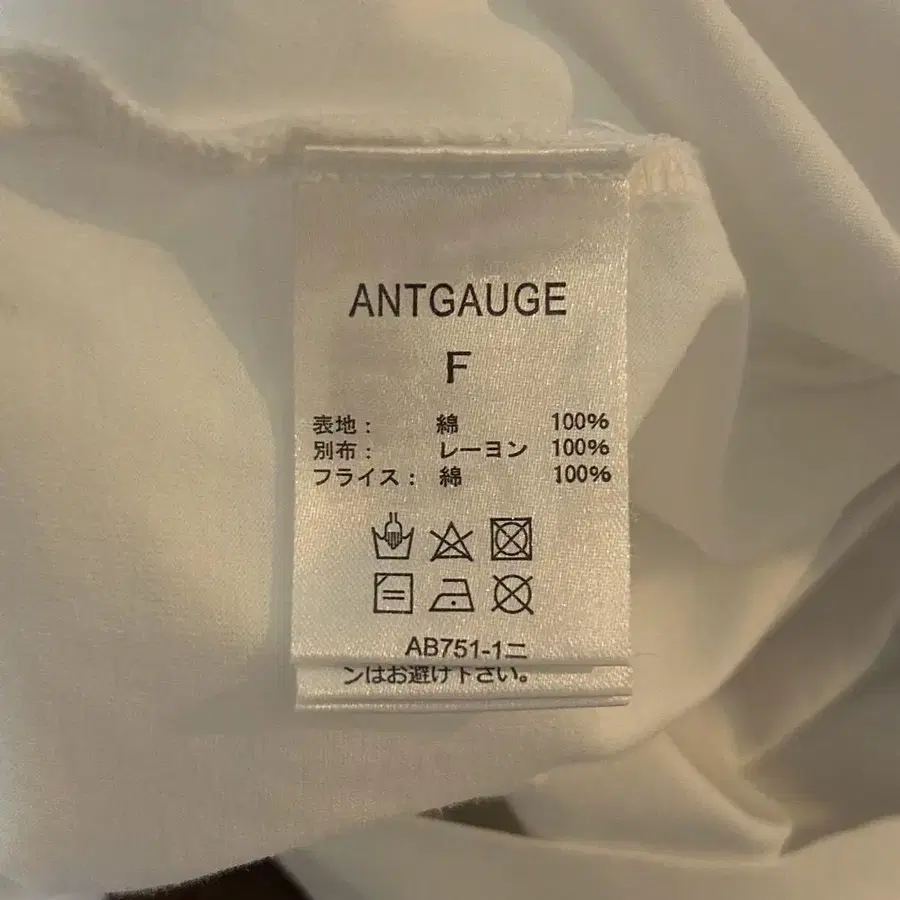 ANTGAUGE
F
表地： 綿 100%
別布： レーヨン 100%
フライス： 綿 100%
AB751-1ニ
ンはお避け下さい。